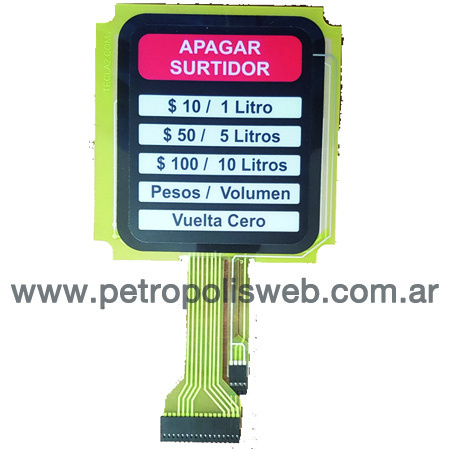 APAGAR
SURTIDOR
$ 10 / 1 Litro
$ 50 / 5 Litros
$ 100 / 10 Litros
Pesos / Volumen
Vuelta Cero
www.petropolisweb.com.ar